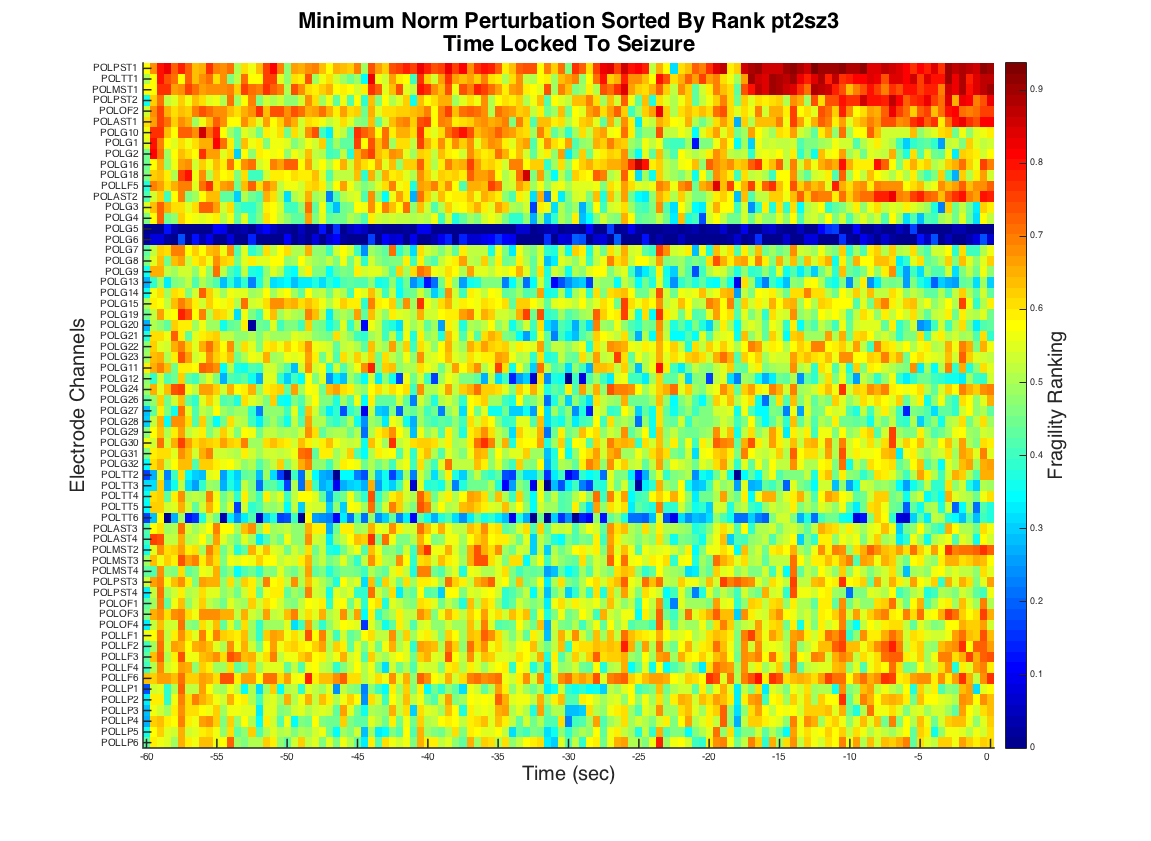 Minimum Norm Perturbation Sorted By Rank pt2sz3
Time Locked To Seizure
POLPST1
POLTT1
POLMST1
POLPST2
POLOF2
POLAST1
POLG10
POLG1
POLG2
POLG16
POLG18
POLLF5
POLAST2
POLG3
POLG4
POLG5
POLG6
POLG7
POLG8
POLG9
POLG13
POLG14
POLG15
POLG19
POLG20
POLG21
POLG22
POLG23
POLG11
POLG12
POLG24
POLG26
POLG27
POLG28
POLG29
POLG30
POLG31
POLG32
POLTT2
POLTT3
POLTT4
POLTT5
POLTT6
POLAST3
POLAST4
POLMST2
POLMST3
POLMST4
POLPST3
POLPST4
POLOF1
POLOF3
POLOF4
POLLF1
POLLF2
POLLF3
POLLF4
POLLF6
POLLP1
POLLP2
POLLP3
POLLP4
POLLP5
POLLP6
Electrode Channels
-60 -55 -50 -45 -40 -35 -30 -25 -20 -15 -10 -5 0
Time (sec)
0.9
0.8
0.7
0.6
0.5
0.4
0.3
0.2
0.1
0
Fragility Ranking